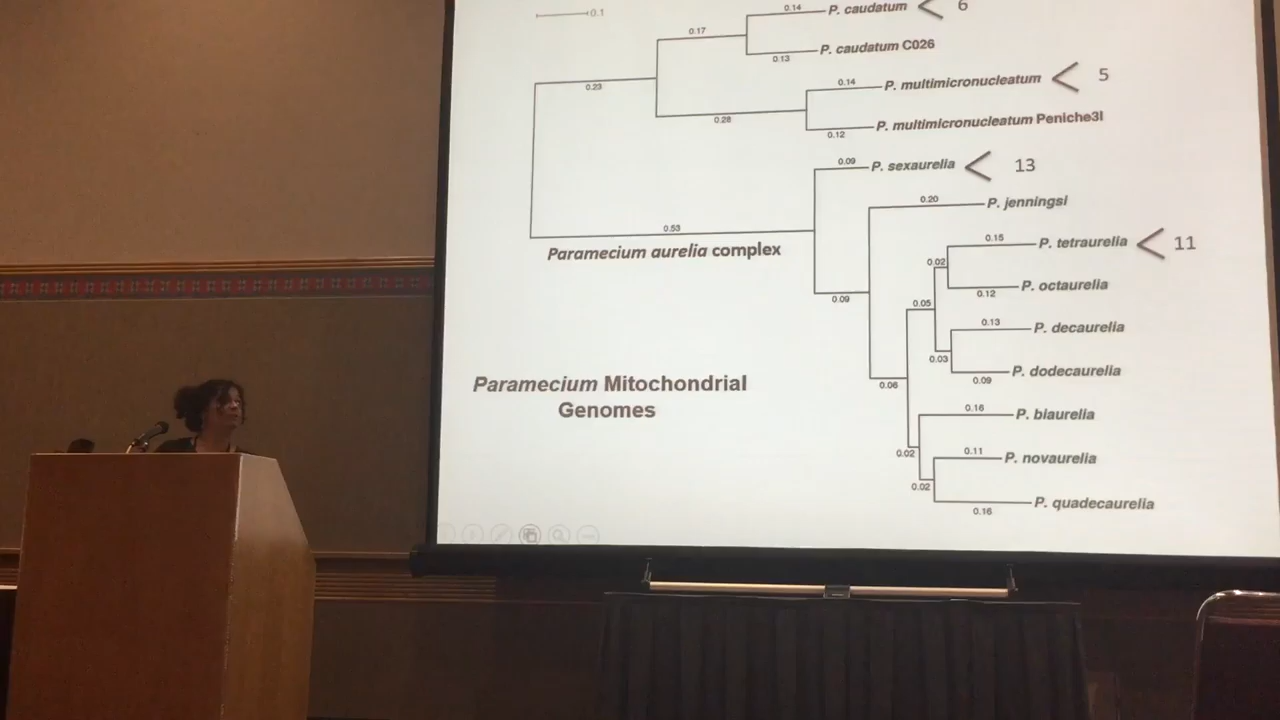 0.1
0.14
P. caudatum
6
0.17
P. caudatum C026
0.13
0.23
0.14
P. multimicronucleatum
5
0.28
P. multimicronucleatum Peniche3I
0.12
0.09
P. sexaurelia
13
0.20
P. jenningsi
0.53
Paramecium aurelia complex
0.15
P. tetraurelia
11
0.02
P. octaurelia
0.12
0.09
0.05
0.13
P. decaurelia
0.03
P. dodecaurelia
0.09
0.06
Paramecium Mitochondrial
Genomes
0.16
P. biaurelia
0.02
0.11
P. novaurelia
0.02
P. quadecaurelia
0.16